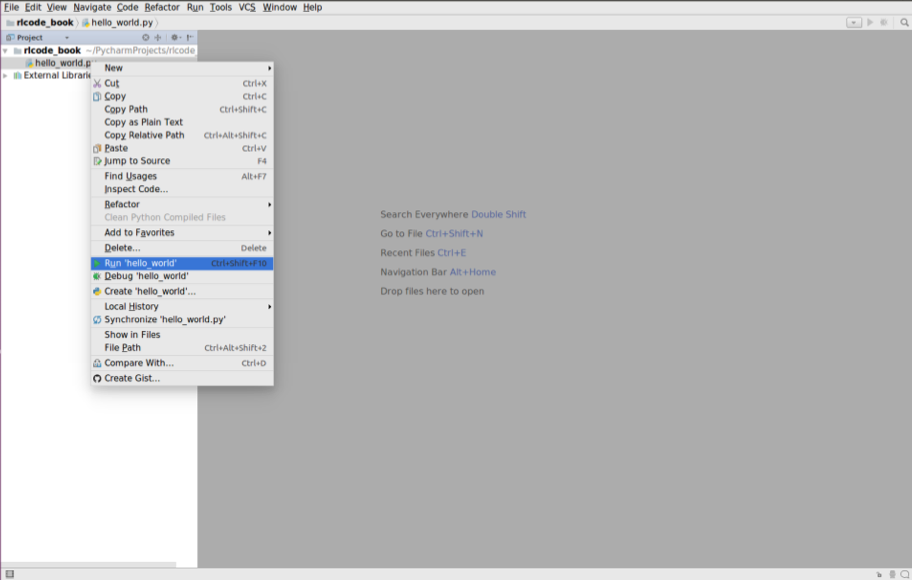 File Edit View Navigate Code Refactor Run Tools VCS Window Help
rlcode_book hello_world.py
Project
rlcode_book ~/PycharmProjects/rlcode
hello_world.p
External Librarie
New
Cut Ctrl+X
Copy Ctrl+C
Copy Path Ctrl+Shift+C
Copy as Plain Text
Copy Relative Path Ctrl+Alt+Shift+C
Paste Ctrl+V
Jump to Source F4
Find Usages Alt+F7
Inspect Code...
Refactor
Clean Python Compiled Files
Add to Favorites
Delete... Delete
Run 'hello_world' Ctrl+Shift+F10
Debug 'hello_world'
Create 'hello_world'...
Local History
Synchronize 'hello_world.py'
Show in Files
File Path Ctrl+Alt+Shift+2
Compare With... Ctrl+D
Create Gist...
Search Everywhere Double Shift
Go to File Ctrl+Shift+N
Recent Files Ctrl+E
Navigation Bar Alt+Home
Drop files here to open